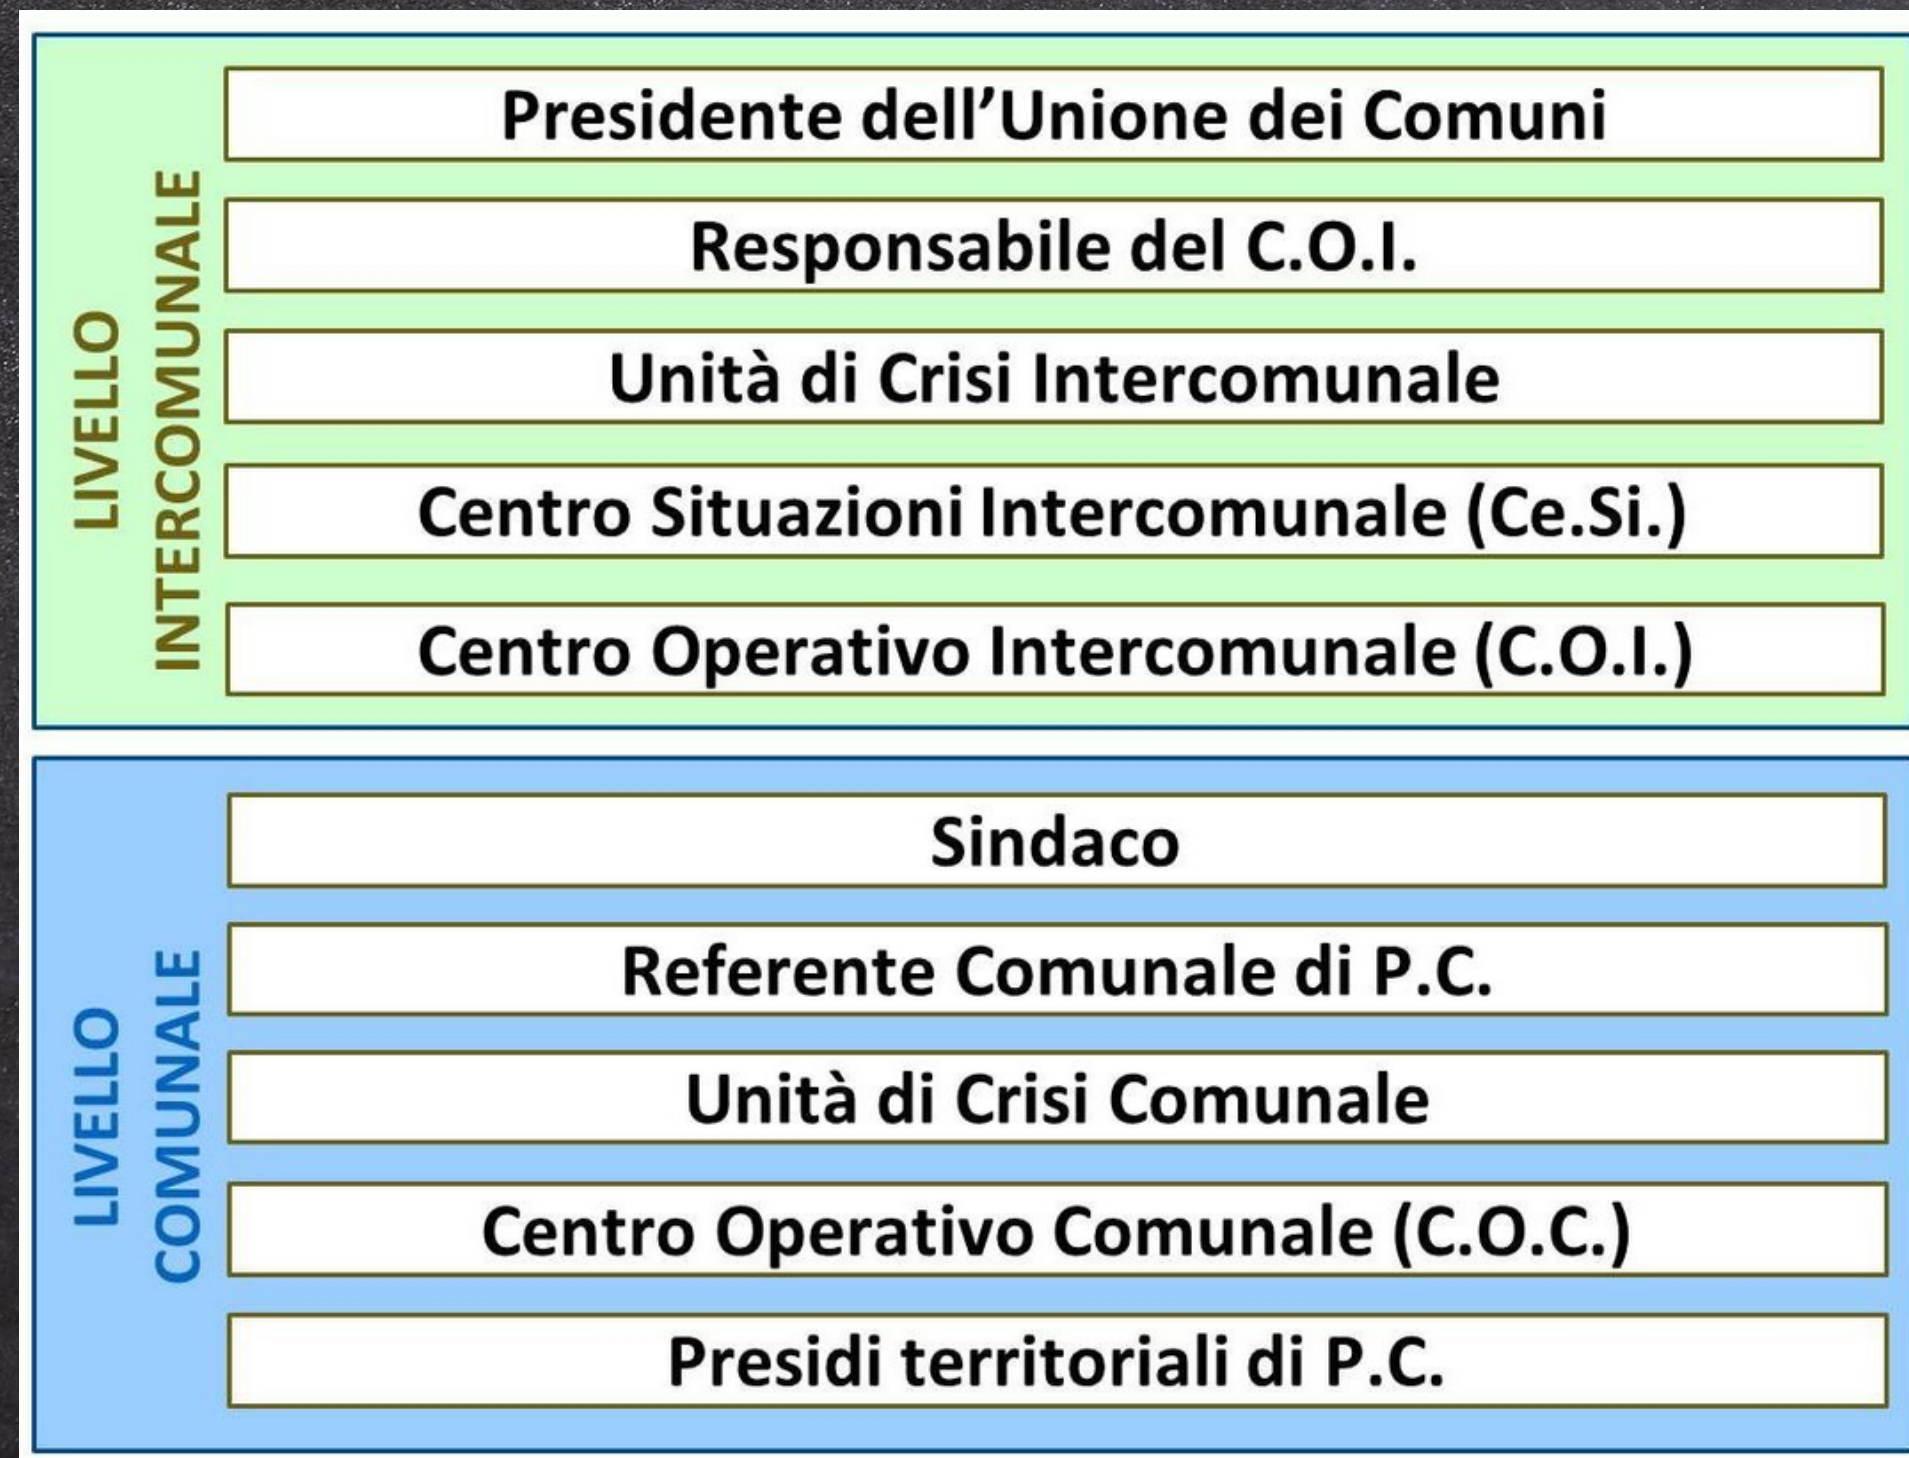 LIVELLO
INTERCOMUNALE
Presidente dell’Unione dei Comuni
Responsabile del C.O.I.
Unità di Crisi Intercomunale
Centro Situazioni Intercomunale (Ce.Si.)
Centro Operativo Intercomunale (C.O.I.)
LIVELLO
COMUNALE
Sindaco
Referente Comunale di P.C.
Unità di Crisi Comunale
Centro Operativo Comunale (C.O.C.)
Presidi territoriali di P.C.